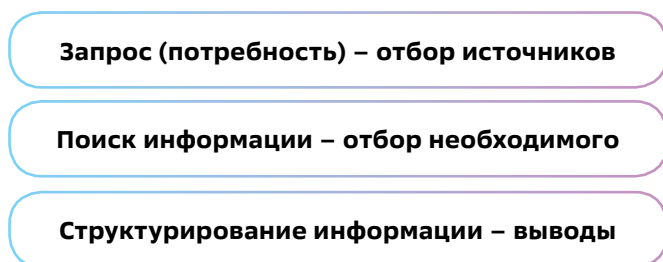 Запрос (потребность) – отбор источников
Поиск информации – отбор необходимого
Структурирование информации – выводы